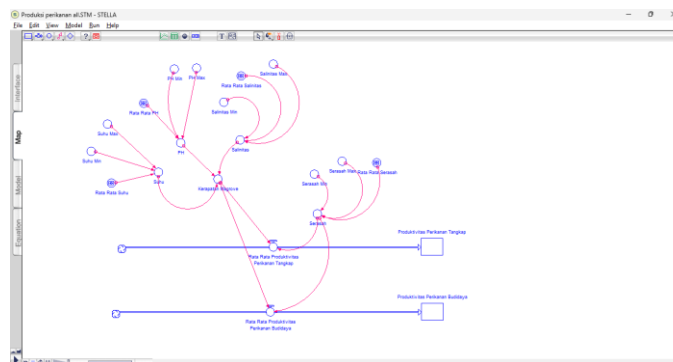 Produksi perikanan all.STM - STELLA
File Edit View Model Run Help
Interface
Map
Model
Equation
PH Min
PH Max
Salinitas Max
Rata Rata Salinitas
Rata Rata PH
Salinitas Min
Suhu Max
PH
Salinitas
Suhu Min
Suhu
Rata Rata Suhu
Kerapatan Mangrove
Serasah Min
Serasah Max
Rata Rata Serasah
Serasah
Produktivitas Perikanan Tangkap
Rata Rata Produktivitas
Perikanan Tangkap
Produktivitas Perikanan Budidaya
Rata Rata Produktivitas
Perikanan Budidaya